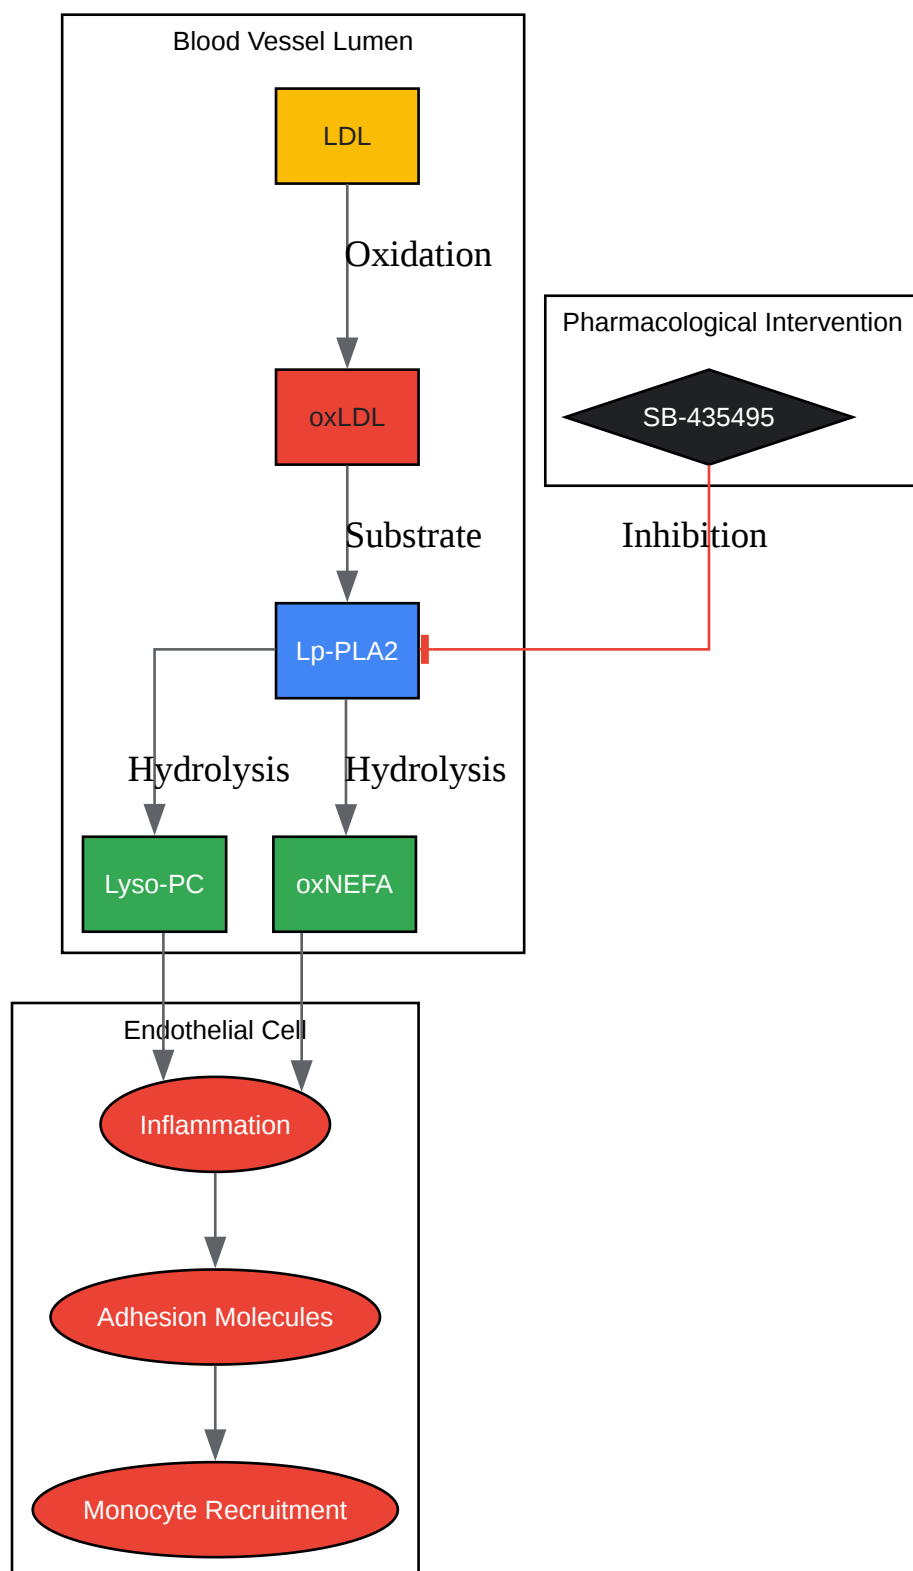 Blood Vessel Lumen
LDL
Oxidation
Pharmacological Intervention
oxLDL
SB-435495
Substrate
Inhibition
Lp-PLA2
Hydrolysis
Hydrolysis
Lyso-PC
oxNEFA
Endothelial Cell
Inflammation
Adhesion Molecules
Monocyte Recruitment